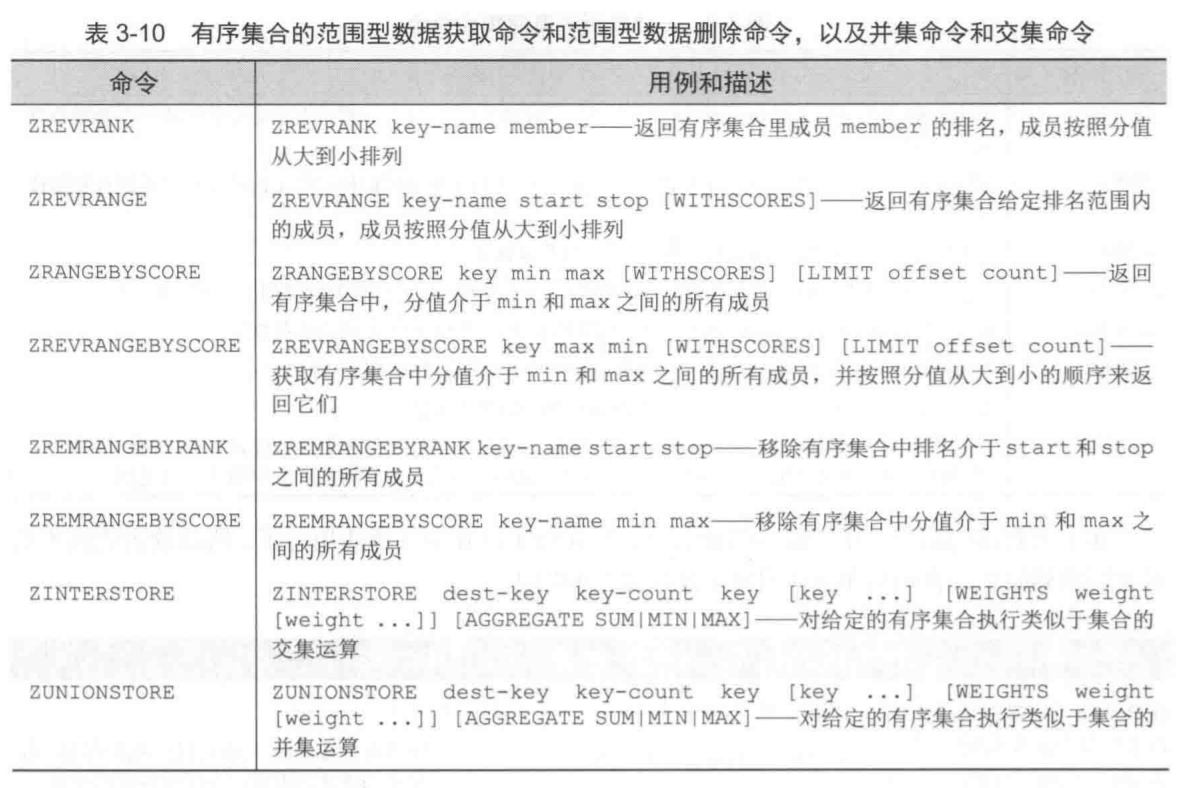 表 3-10 有序集合的范围型数据获取命令和范围型数据删除命令，以及并集命令和交集命令
命令 用例和描述
ZREVRANK ZREVRANK key-name member——返回有序集合里成员 member 的排名，成员按照分值
从大到小排列
ZREVRANGE ZREVRANGE key-name start stop [WITHSCORES]——返回有序集合给定排名范围内
的成员，成员按照分值从大到小排列
ZRANGEBYSCORE ZRANGEBYSCORE key min max [WITHSCORES] [LIMIT offset count]——返回
有序集合中，分值介于 min 和 max 之间的所有成员
ZREVRANGEBYSCORE ZREVRANGEBYSCORE key max min [WITHSCORES] [LIMIT offset count]——
获取有序集合中分值介于 min 和 max 之间的所有成员，并按照分值从大到小的顺序来返
回它们
ZREMRANGEBYRANK ZREMRANGEBYRANK key-name start stop——移除有序集合中排名介于 start 和 stop
之间的所有成员
ZREMRANGEBYSCORE ZREMRANGEBYSCORE key-name min max——移除有序集合中分值介于 min 和 max 之
间的所有成员
ZINTERSTORE ZINTERSTORE dest-key key-count key [key ...] [WEIGHTS weight
[weight ...]] [AGGREGATE SUM|MIN|MAX]——对给定的有序集合执行类似于集合的
交集运算
ZUNIONSTORE ZUNIONSTORE dest-key key-count key [key ...] [WEIGHTS weight
[weight ...]] [AGGREGATE SUM|MIN|MAX]——对给定的有序集合执行类似于集合的
并集运算